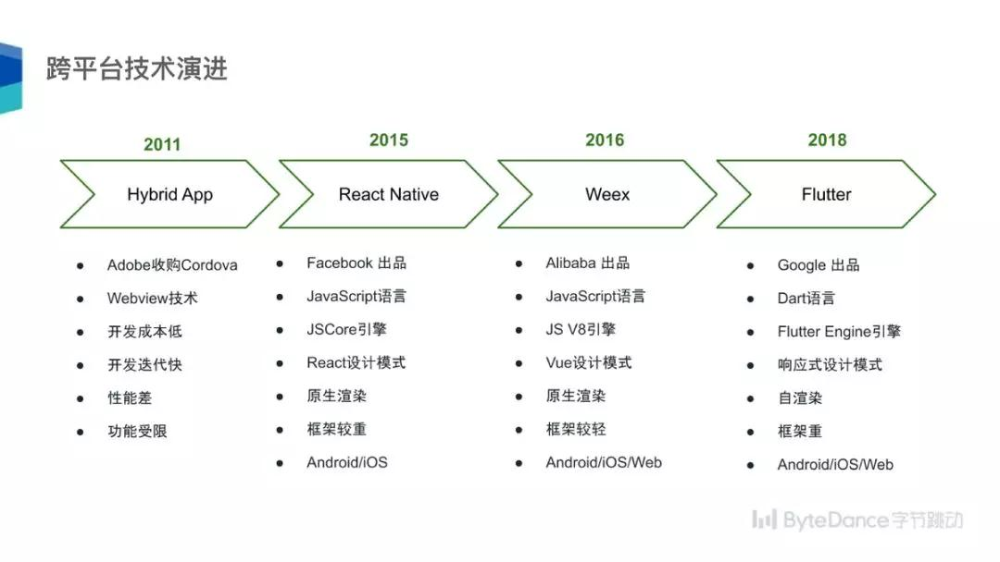 跨平台技术演进
2011
Hybrid App
● Adobe收购Cordova
● Webview技术
● 开发成本低
● 开发迭代快
● 性能差
● 功能受限
2015
React Native
● Facebook 出品
● JavaScript语言
● JSCore引擎
● React设计模式
● 原生渲染
● 框架较重
● Android/iOS
2016
Weex
● Alibaba 出品
● JavaScript语言
● JS V8引擎
● Vue设计模式
● 原生渲染
● 框架较轻
● Android/iOS/Web
2018
Flutter
● Google 出品
● Dart语言
● Flutter Engine引擎
● 响应式设计模式
● 自渲染
● 框架重
● Android/iOS/Web
ByteDance字节跳动